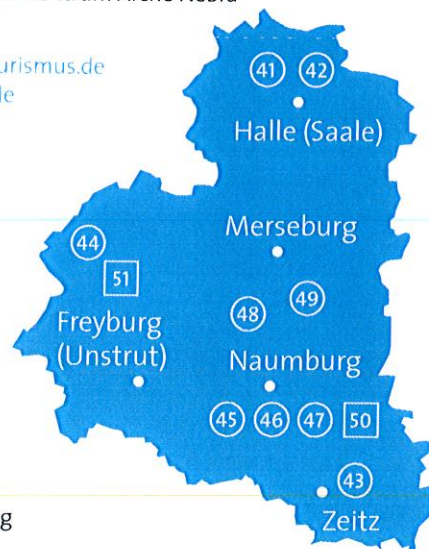 urismus.de
le
41 42
Halle (Saale)
Merseburg
44
51
49
48
Freyburg
(Unstrut)
Naumburg
45 46 47 50
43
Zeitz
g